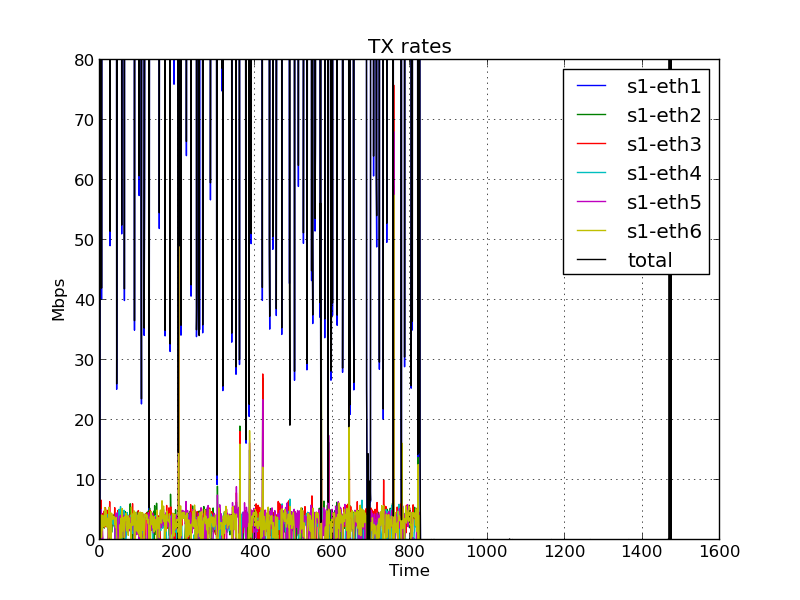 TX rates
80
70
60
50
40
30
20
10
0
Mbps
s1-eth1
s1-eth2
s1-eth3
s1-eth4
s1-eth5
s1-eth6
total
0 200 400 600 800 1000 1200 1400 1600
Time